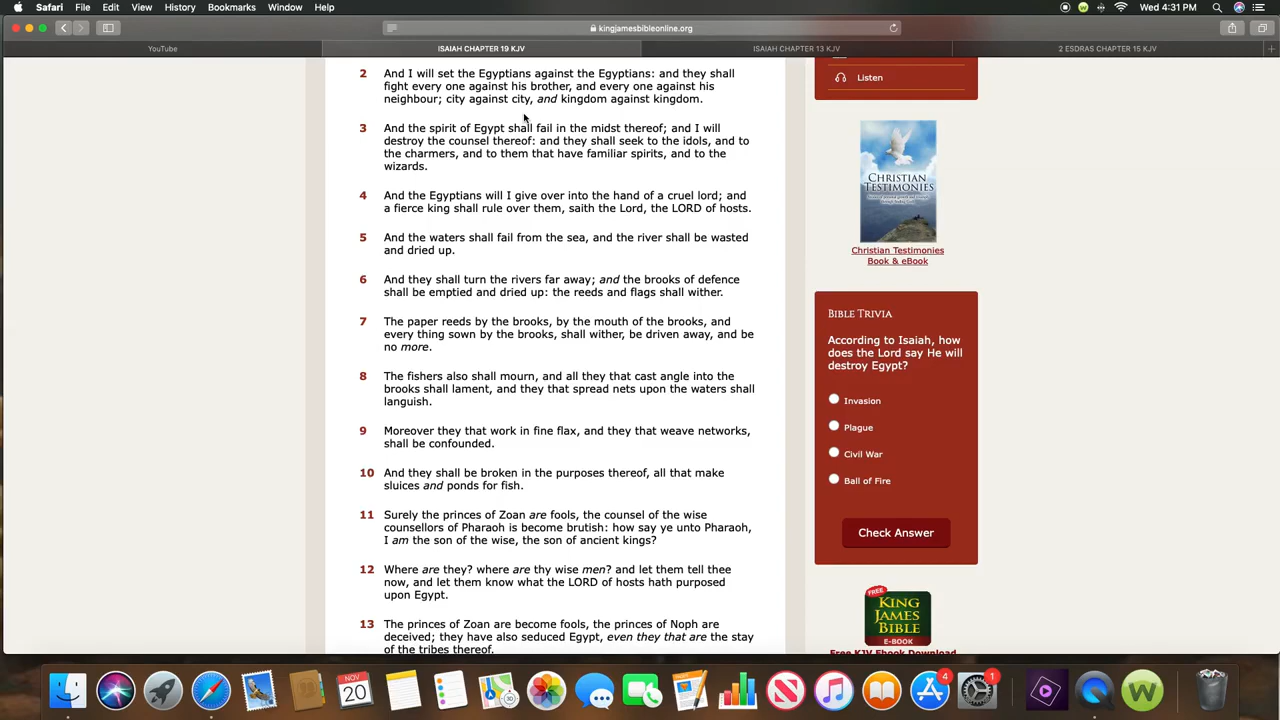 Safari File Edit View History Bookmarks Window Help
Wed 4:31 PM
kingjamesbibleonline.org
YouTube
ISAIAH CHAPTER 19 KJV
ISAIAH CHAPTER 13 KJV
2 ESDRAS CHAPTER 15 KJV
2 And I will set the Egyptians against the Egyptians: and they shall
fight every one against his brother, and every one against his
neighbour; city against city, and kingdom against kingdom.
3 And the spirit of Egypt shall fail in the midst thereof; and I will
destroy the counsel thereof: and they shall seek to the idols, and to
the charmers, and to them that have familiar spirits, and to the
wizards.
4 And the Egyptians will I give over into the hand of a cruel lord; and
a fierce king shall rule over them, saith the Lord, the LORD of hosts.
5 And the waters shall fail from the sea, and the river shall be wasted
and dried up.
6 And they shall turn the rivers far away; and the brooks of defence
shall be emptied and dried up: the reeds and flags shall wither.
7 The paper reeds by the brooks, by the mouth of the brooks, and
every thing sown by the brooks, shall wither, be driven away, and be
no more.
8 The fishers also shall mourn, and all they that cast angle into the
brooks shall lament, and they that spread nets upon the waters shall
languish.
9 Moreover they that work in fine flax, and they that weave networks,
shall be confounded.
10 And they shall be broken in the purposes thereof, all that make
sluices and ponds for fish.
11 Surely the princes of Zoan are fools, the counsel of the wise
counsellors of Pharaoh is become brutish: how say ye unto Pharaoh,
I am the son of the wise, the son of ancient kings?
12 Where are they? where are thy wise men? and let them tell thee
now, and let them know what the LORD of hosts hath purposed
upon Egypt.
13 The princes of Zoan are become fools, the princes of Noph are
deceived; they have also seduced Egypt, even they that are the stay
of the tribes thereof.
Listen
CHRISTIAN
TESTIMONIES
Christian Testimonies
Book & eBook
BIBLE TRIVIA
According to Isaiah, how
does the Lord say He will
destroy Egypt?
Invasion
Plague
Civil War
Ball of Fire
Check Answer
FREE
KING
JAMES
BIBLE
E-BOOK
Free KJV Ebook Download
NOV
20
4
1
W